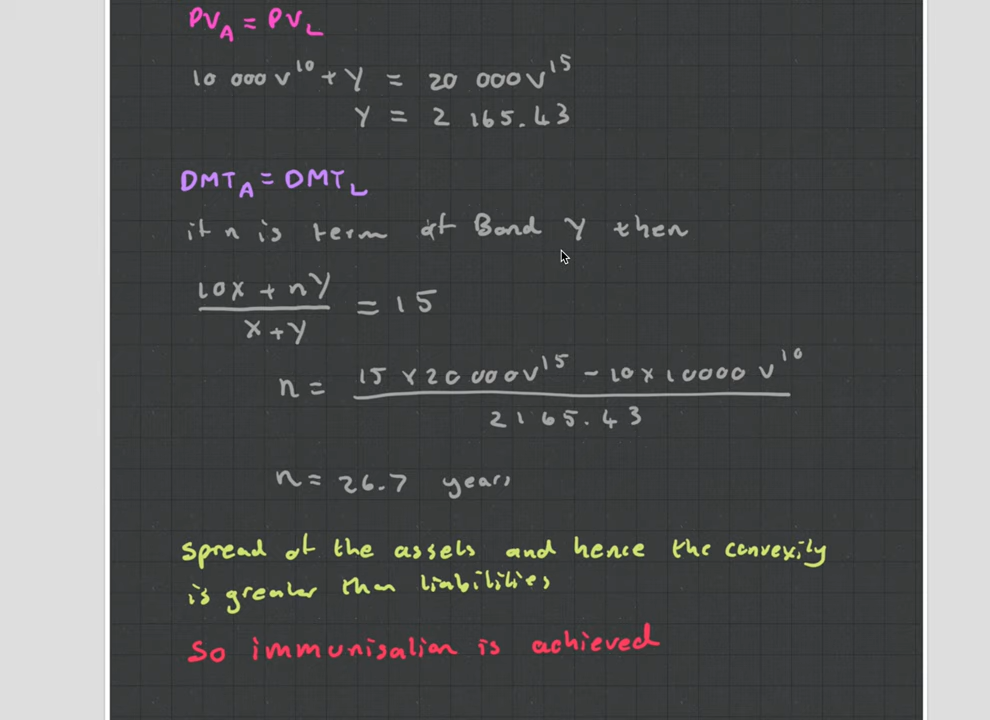 PV_A = PV_L
10 000 v^10 + Y = 20 000 v^15
Y = 2 165.43
DMT_A = DMT_L
if n is term of Bond Y then
10X + nY
= 15
X + Y
n = 15 × 20 000 v^15 - 10 × 10000 v^10
2165.43
n = 26.7 years
spread of the assets and hence the convexity
is greater than liabilities
So immunisation is achieved